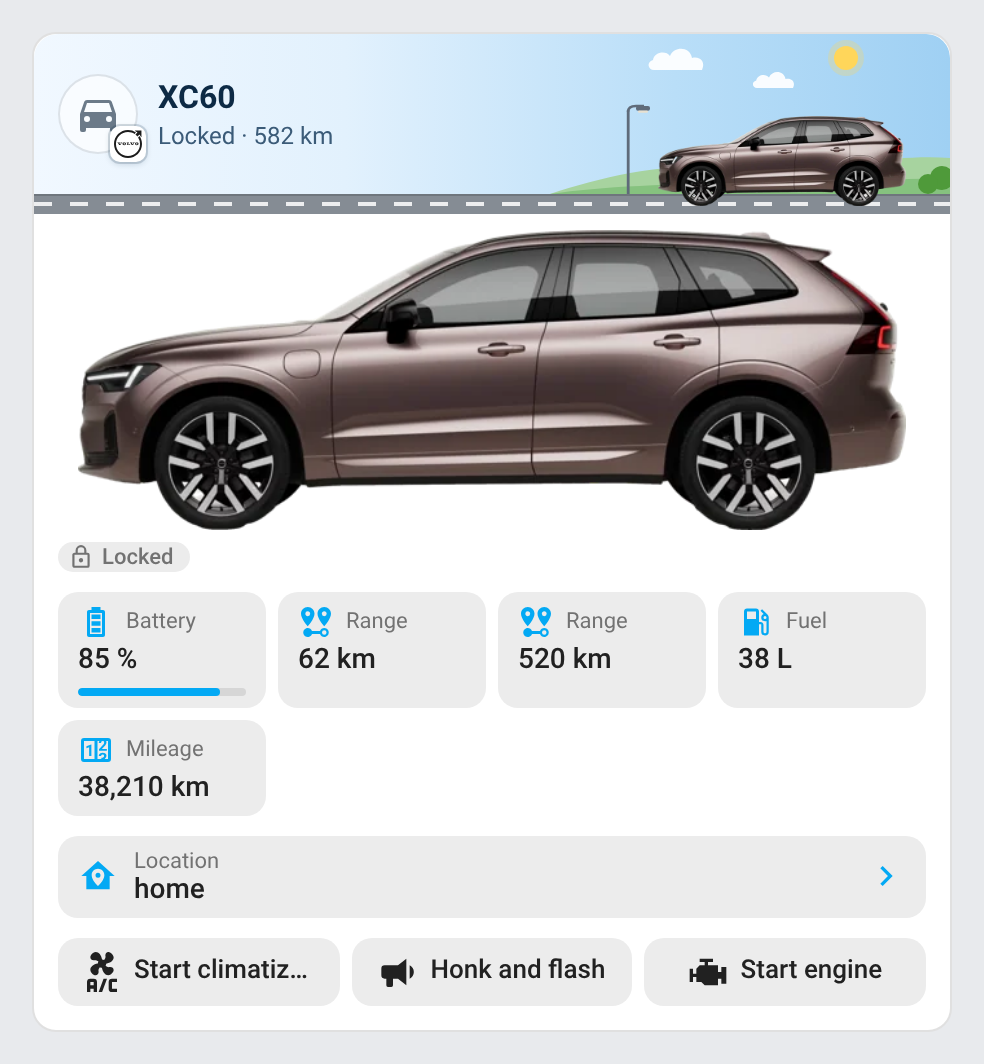 XC60
Locked · 582 km
VOLVO
Locked
Battery
85 %
Range
62 km
Range
520 km
Fuel
38 L
Mileage
38,210 km
Location
home
A/C
Start climatiz...
Honk and flash
Start engine